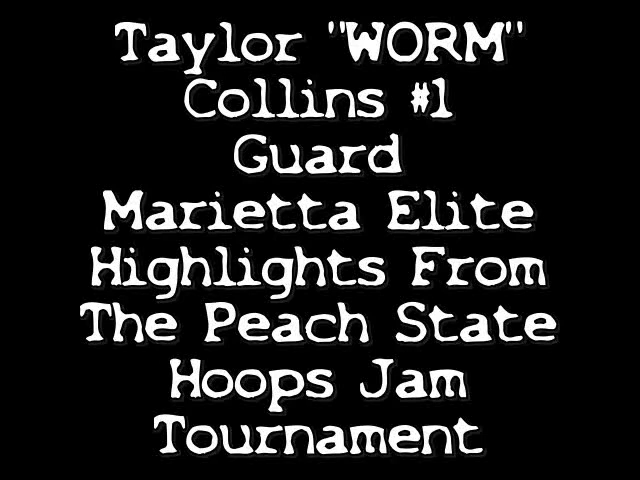 Taylor "WORM"
Collins #1
Guard
Marietta Elite
Highlights From
The Peach State
Hoops Jam
Tournament